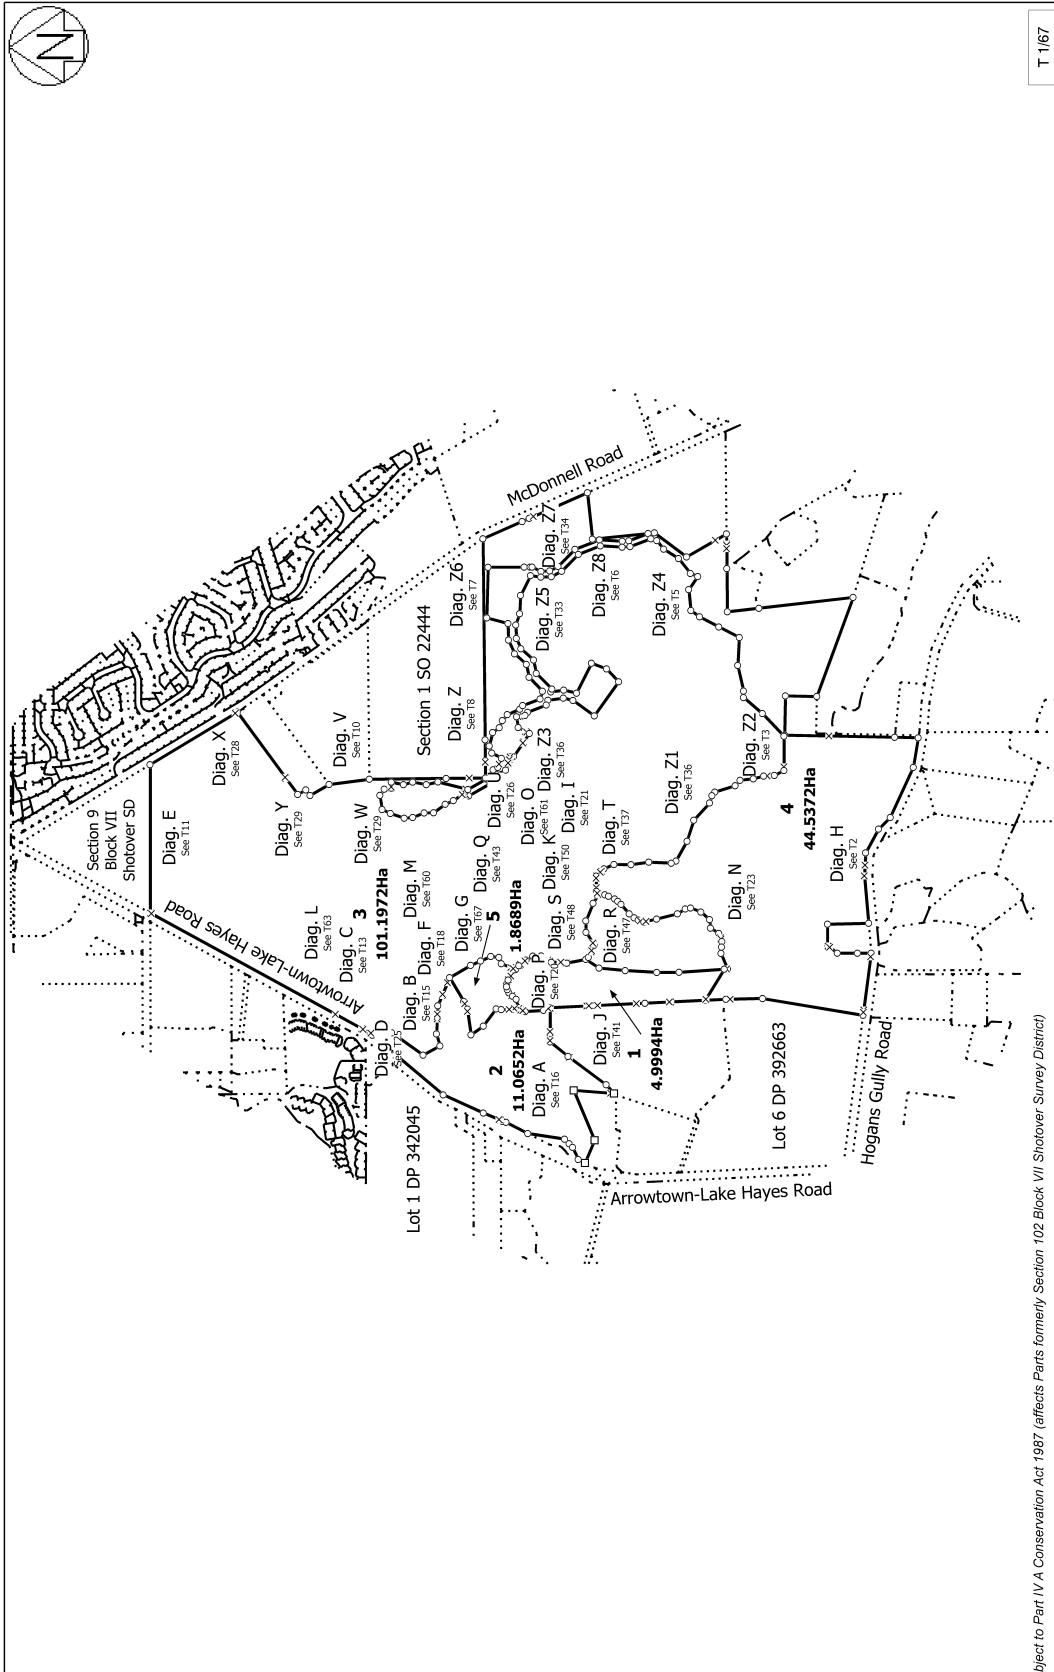 N
T 1/67
Section 9
Block VII
Shotover SD
Diag. E
See T11
Diag. X
See T28
Diag. Y
See T29
Diag. V
See T10
Diag. W
See T29
Section 1 SO 22444
Diag. Z
See T8
Diag. Z6
See T7
McDonnell Road
Arrowtown-Lake Hayes Road
Diag. L
See T63
Diag. C
See T13
3
101.1972Ha
Diag. D
See T25
Diag. B
See T15
Diag. F
See T18
Diag. M
See T60
Diag. G
See T67
5
1.8689Ha
Diag. Q
See T43
Diag. U
See T26
Diag. O
See T61
Diag. Z3
See T36
Diag. I
See T21
Diag. K
See T50
Diag. S
See T48
Diag. P
See T20
Diag. Z5
See T33
Diag. Z7
See T34
Diag. Z8
See T6
Diag. Z4
See T5
Diag. T
See T37
Diag. R
See T47
Diag. Z1
See T36
Diag. Z2
See T3
Diag. N
See T23
4
44.5372Ha
Diag. H
See T2
Lot 1 DP 342045
2
11.0652Ha
Diag. A
See T16
Diag. J
See T41
1
4.9994Ha
Lot 6 DP 392663
Arrowtown-Lake Hayes Road
Hogans Gully Road
bject to Part IV A Conservation Act 1987 (affects Parts formerly Section 102 Block VII Shotover Survey District)